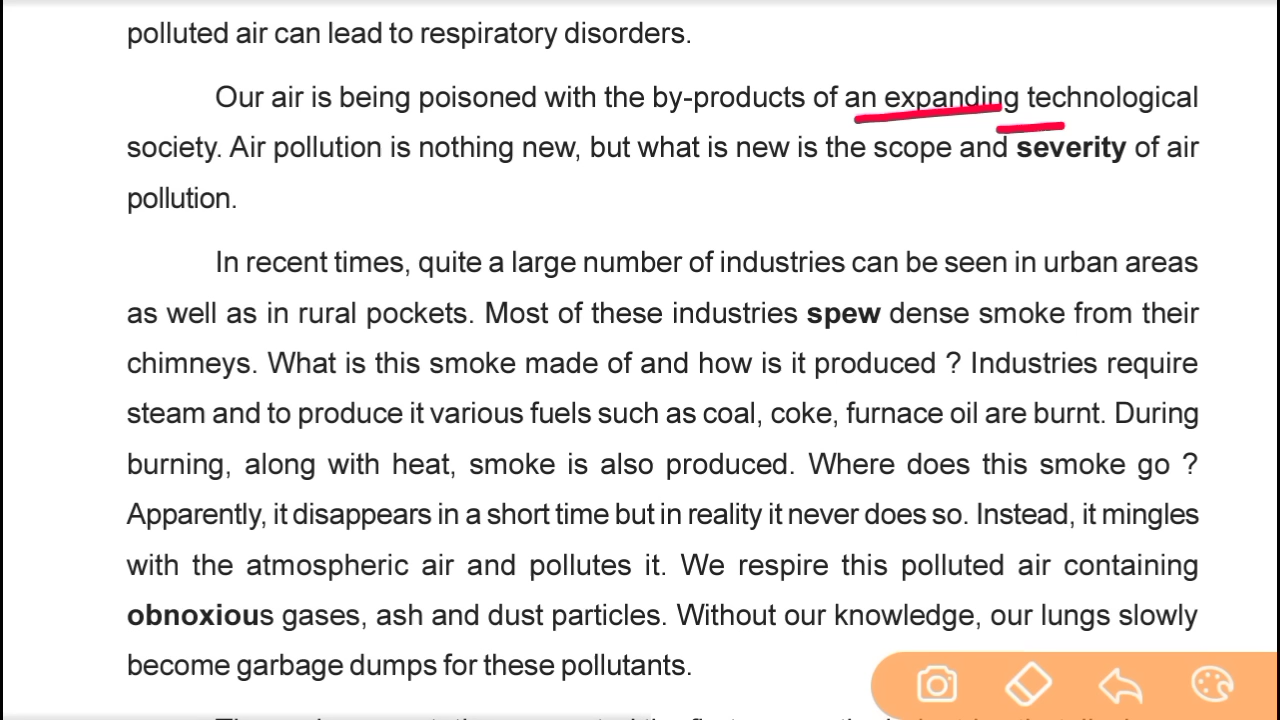 polluted air can lead to respiratory disorders.
Our air is being poisoned with the by-products of an expanding technological
society. Air pollution is nothing new, but what is new is the scope and severity of air
pollution.
In recent times, quite a large number of industries can be seen in urban areas
as well as in rural pockets. Most of these industries spew dense smoke from their
chimneys. What is this smoke made of and how is it produced ? Industries require
steam and to produce it various fuels such as coal, coke, furnace oil are burnt. During
burning, along with heat, smoke is also produced. Where does this smoke go ?
Apparently, it disappears in a short time but in reality it never does so. Instead, it mingles
with the atmospheric air and pollutes it. We respire this polluted air containing
obnoxious gases, ash and dust particles. Without our knowledge, our lungs slowly
become garbage dumps for these pollutants.